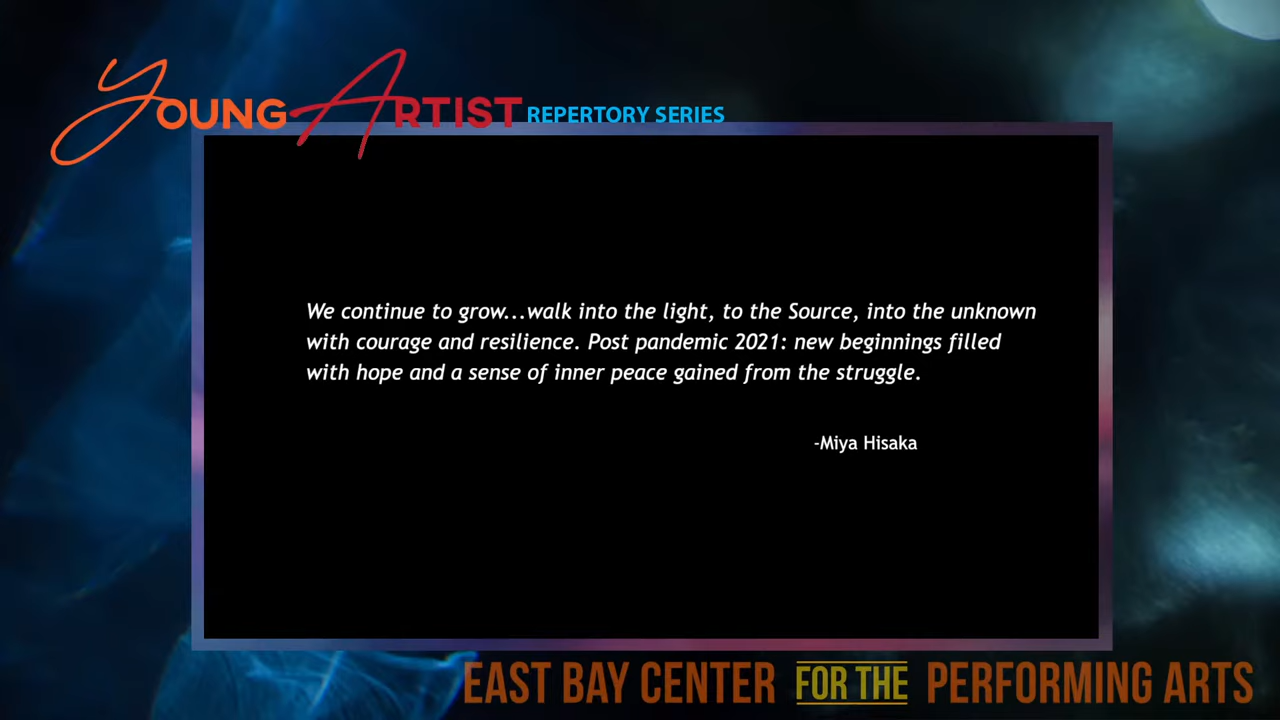 Young Artist REPERTORY SERIES
We continue to grow...walk into the light, to the Source, into the unknown
with courage and resilience. Post pandemic 2021: new beginnings filled
with hope and a sense of inner peace gained from the struggle.
-Miya Hisaka
EAST BAY CENTER FOR THE PERFORMING ARTS